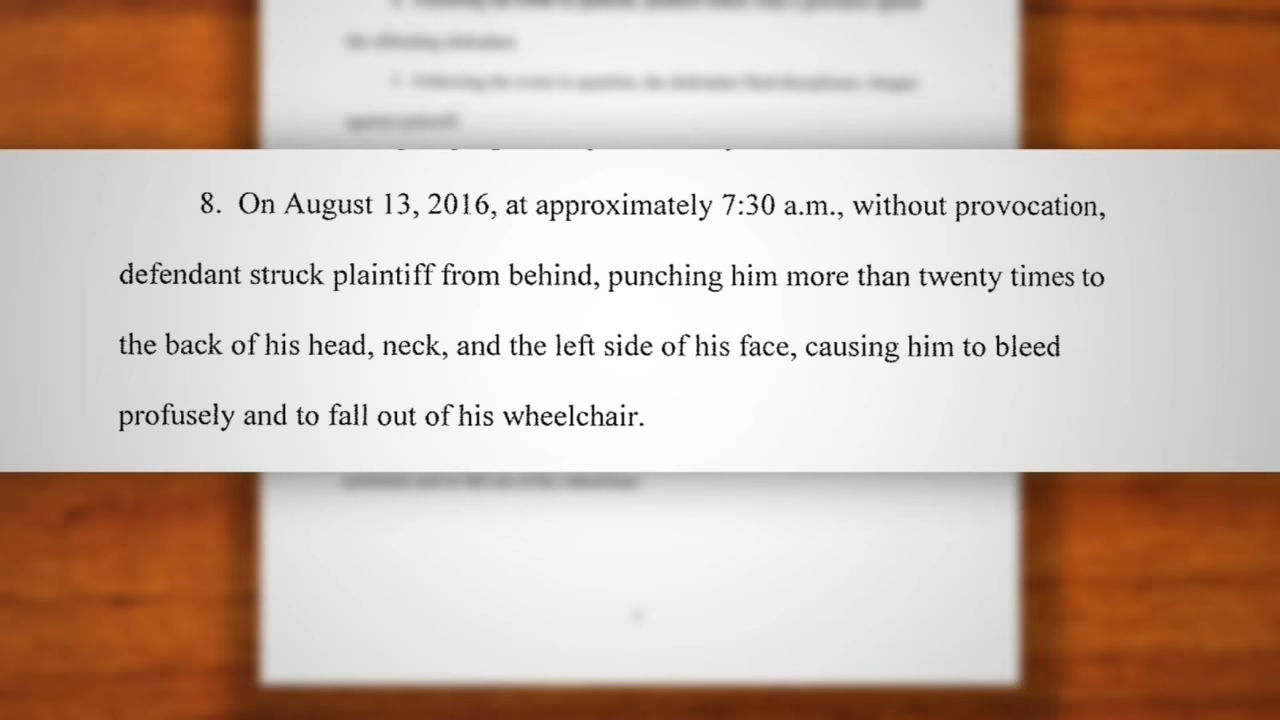 8. On August 13, 2016, at approximately 7:30 a.m., without provocation,
defendant struck plaintiff from behind, punching him more than twenty times to
the back of his head, neck, and the left side of his face, causing him to bleed
profusely and to fall out of his wheelchair.